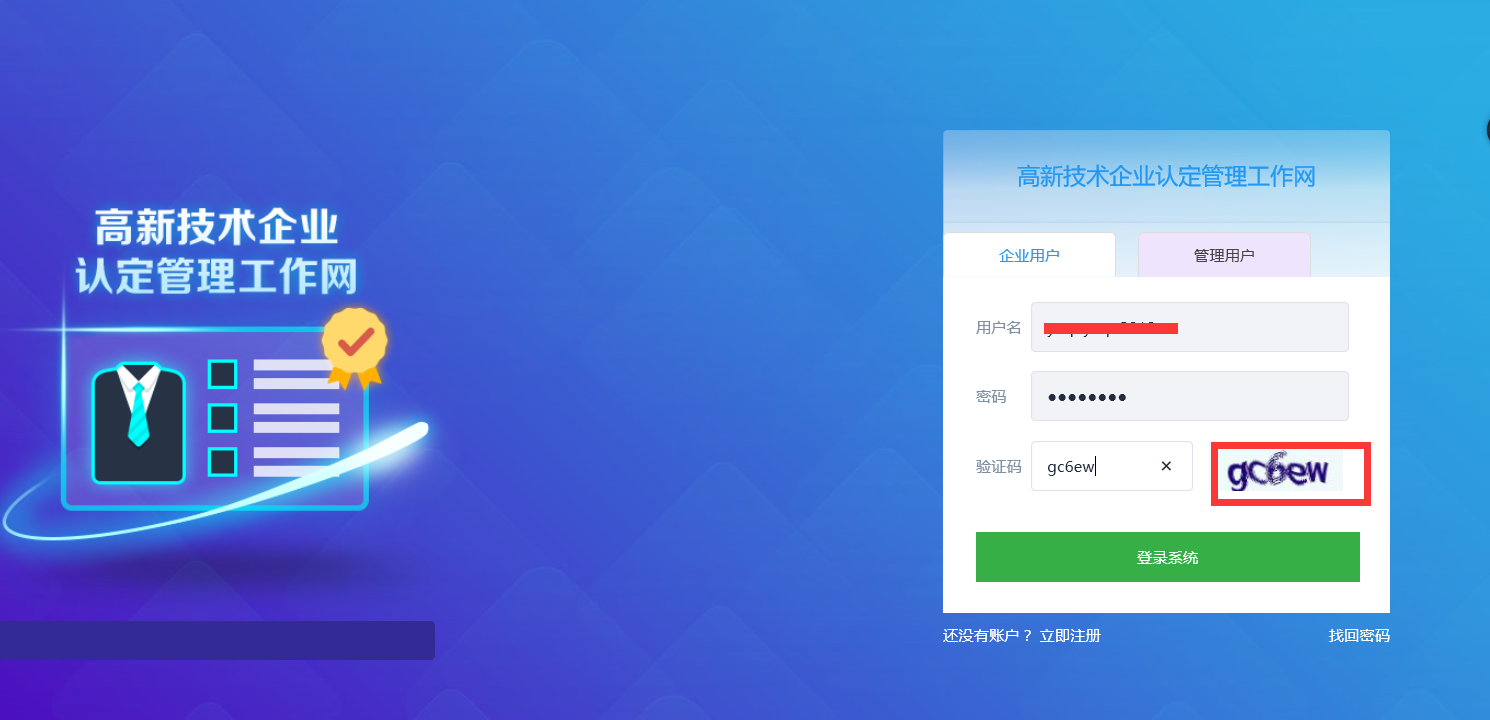 高新技术企业
认定管理工作网
高新技术企业认定管理工作网
企业用户
管理用户
用户名
密码
验证码
gc6ew
gc6ew
登录系统
还没有账户？ 立即注册
找回密码